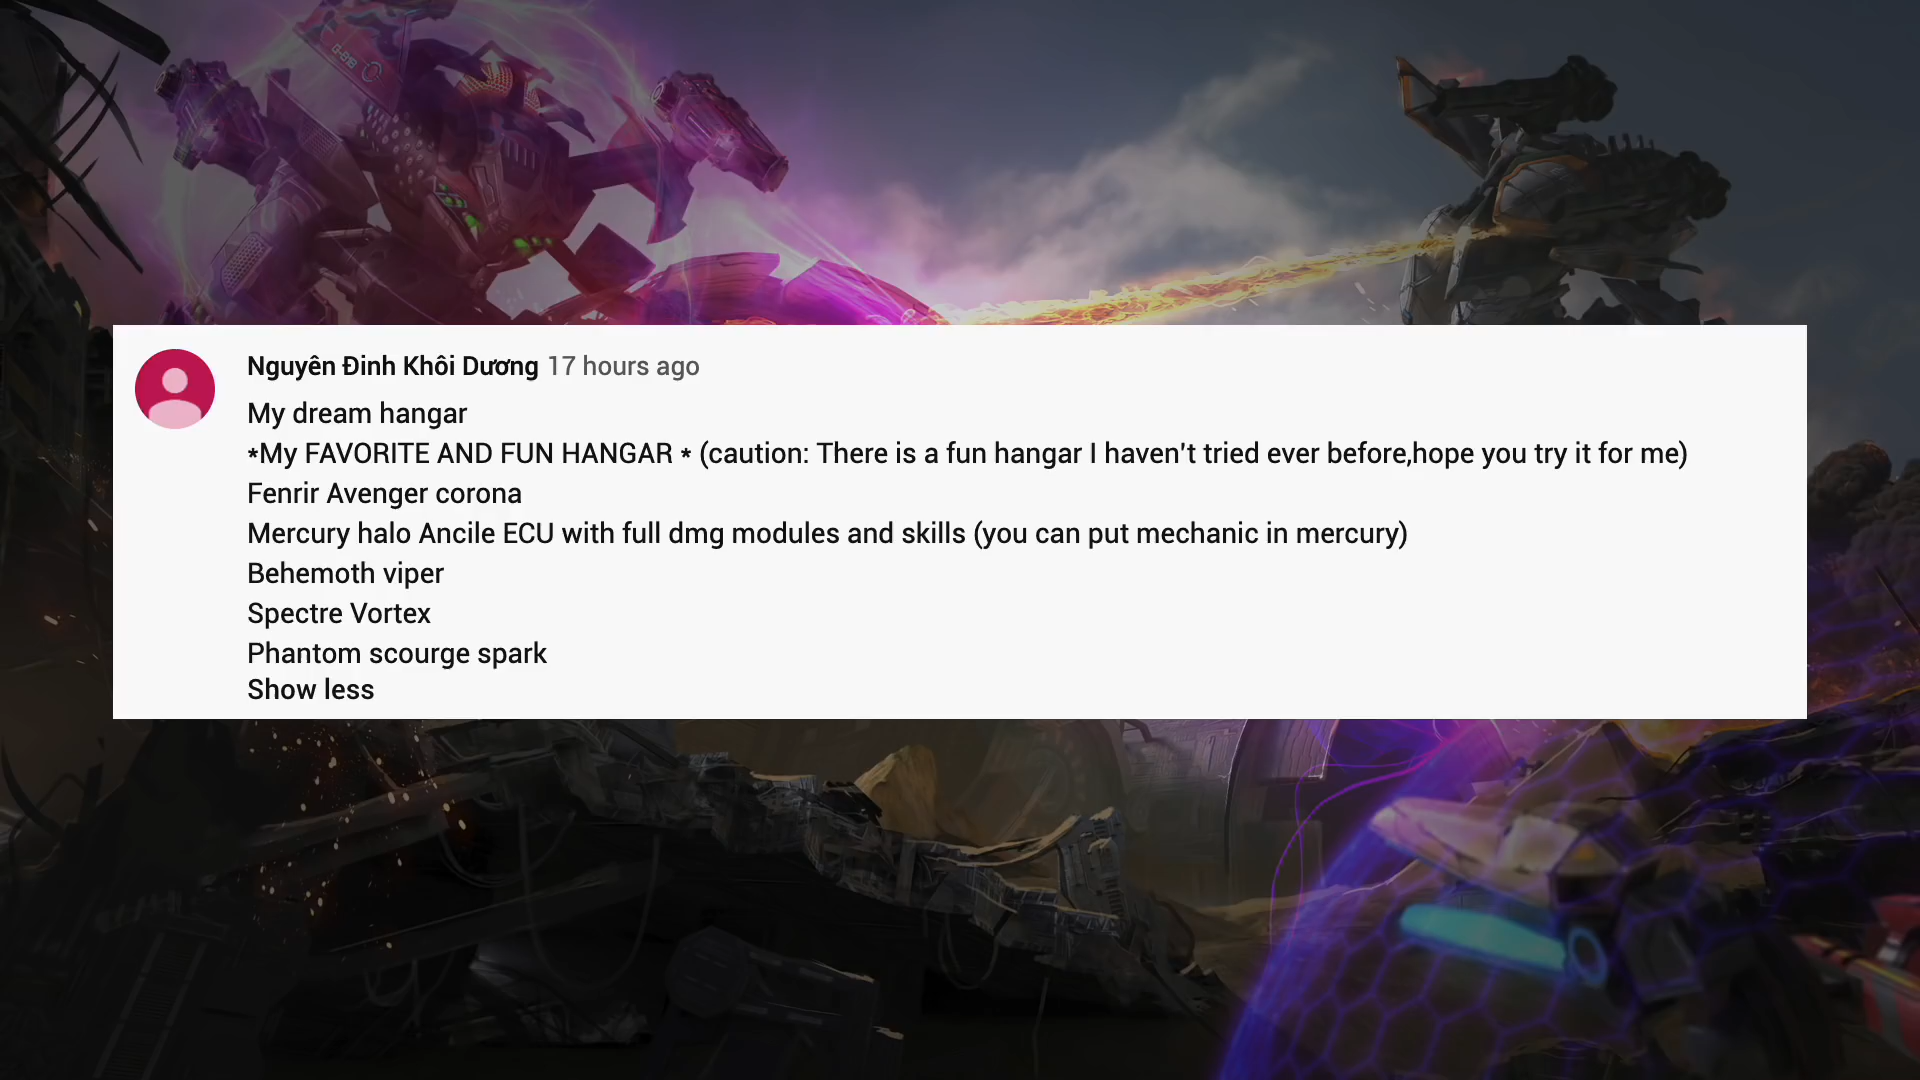 G-898
Nguyên Đinh Khôi Dương 17 hours ago
My dream hangar
*My FAVORITE AND FUN HANGAR * (caution: There is a fun hangar I haven't tried ever before,hope you try it for me)
Fenrir Avenger corona
Mercury halo Ancile ECU with full dmg modules and skills (you can put mechanic in mercury)
Behemoth viper
Spectre Vortex
Phantom scourge spark
Show less